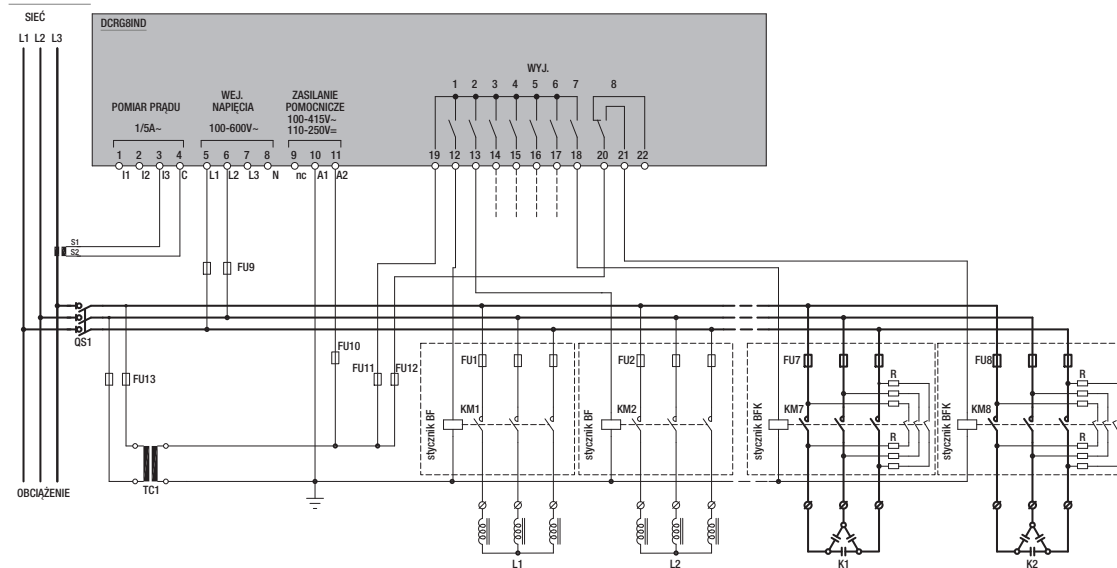 SIEĆ
L1 L2 L3
DCRG8IND
WYJ.
1 2 3 4 5 6 7 8
POMIAR PRĄDU
1/5A~
WEJ.
NAPIĘCIA
100-600V~
ZASILANIE
POMOCNICZE
100-415V~
110-250V=
1 2 3 4 5 6 7 8 9 10 11 19 12 13 14 15 16 17 18 20 21 22
I1 I2 I3 C L1 L2 L3 N nc A1 A2
S1
S2
FU9
QS1
FU10
FU11 FU12
FU13
FU1 FU2 FU7 FU8
R R
KM1 KM2 KM7 KM8
R R
stycznik BF
stycznik BF
stycznik BFK
stycznik BFK
TC1
OBCIĄŻENIE
L1 L2 K1 K2